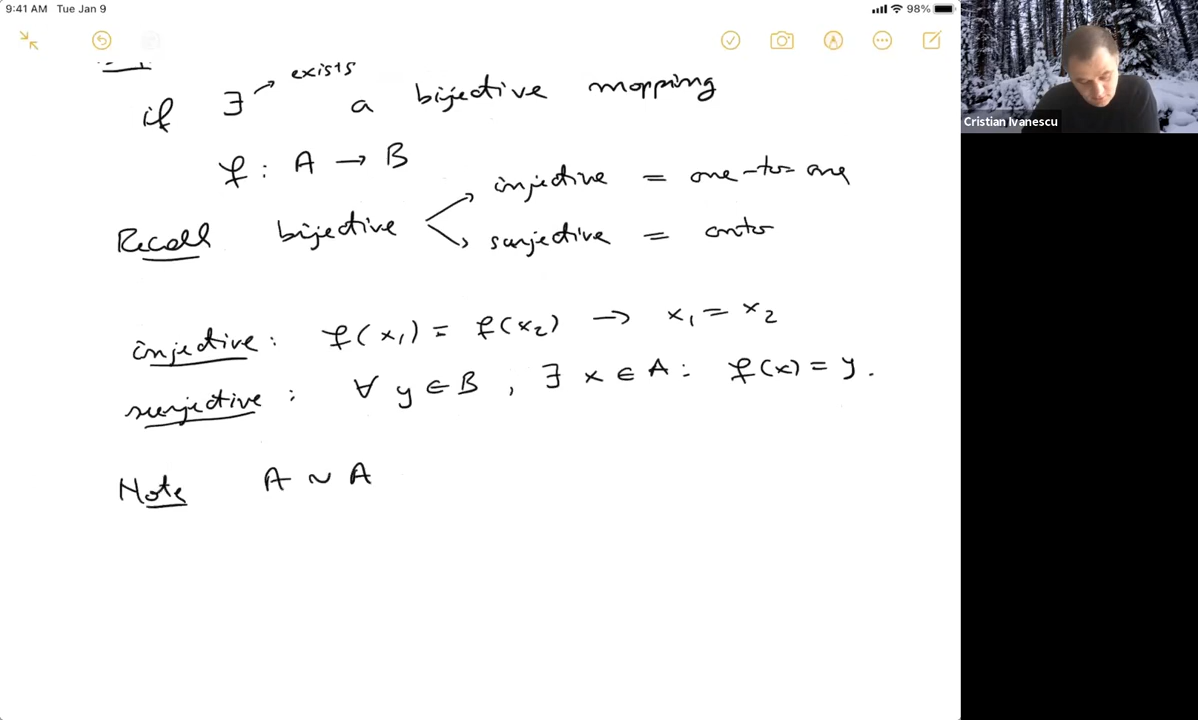 9:41 AM Tue Jan 9
98%
exists
if ∃ → a bijective mapping
f : A → B
injective = one-to-one
Recall bijective
surjective = onto
injective : f(x₁) = f(x₂) → x₁ = x₂
surjective : ∀ y ∈ B , ∃ x ∈ A : f(x) = y .
Note A ~ A
Cristian Ivanescu